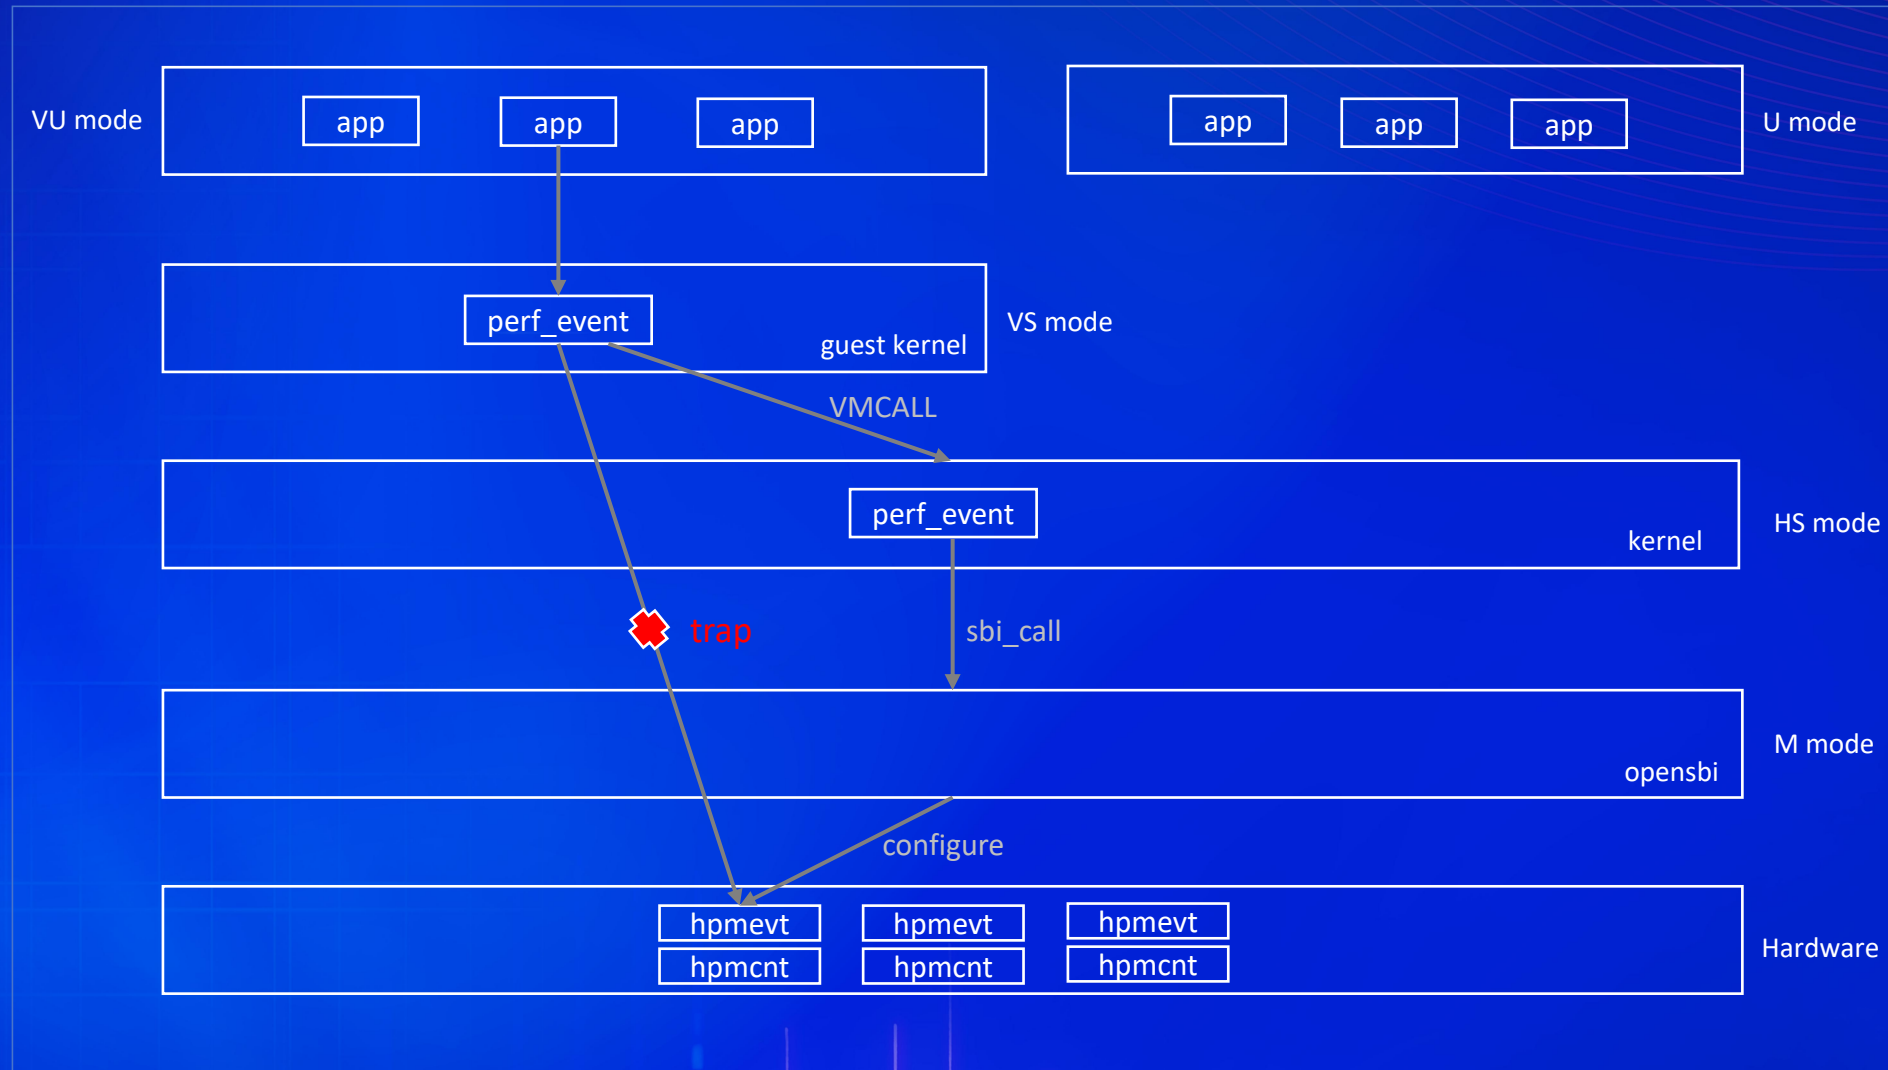 VU mode
app
app
app
app
app
app
U mode
perf_event
guest kernel
VS mode
VMCALL
perf_event
kernel
HS mode
trap
sbi_call
opensbi
M mode
configure
hpmevt
hpmevt
hpmevt
hpmcnt
hpmcnt
hpmcnt
Hardware